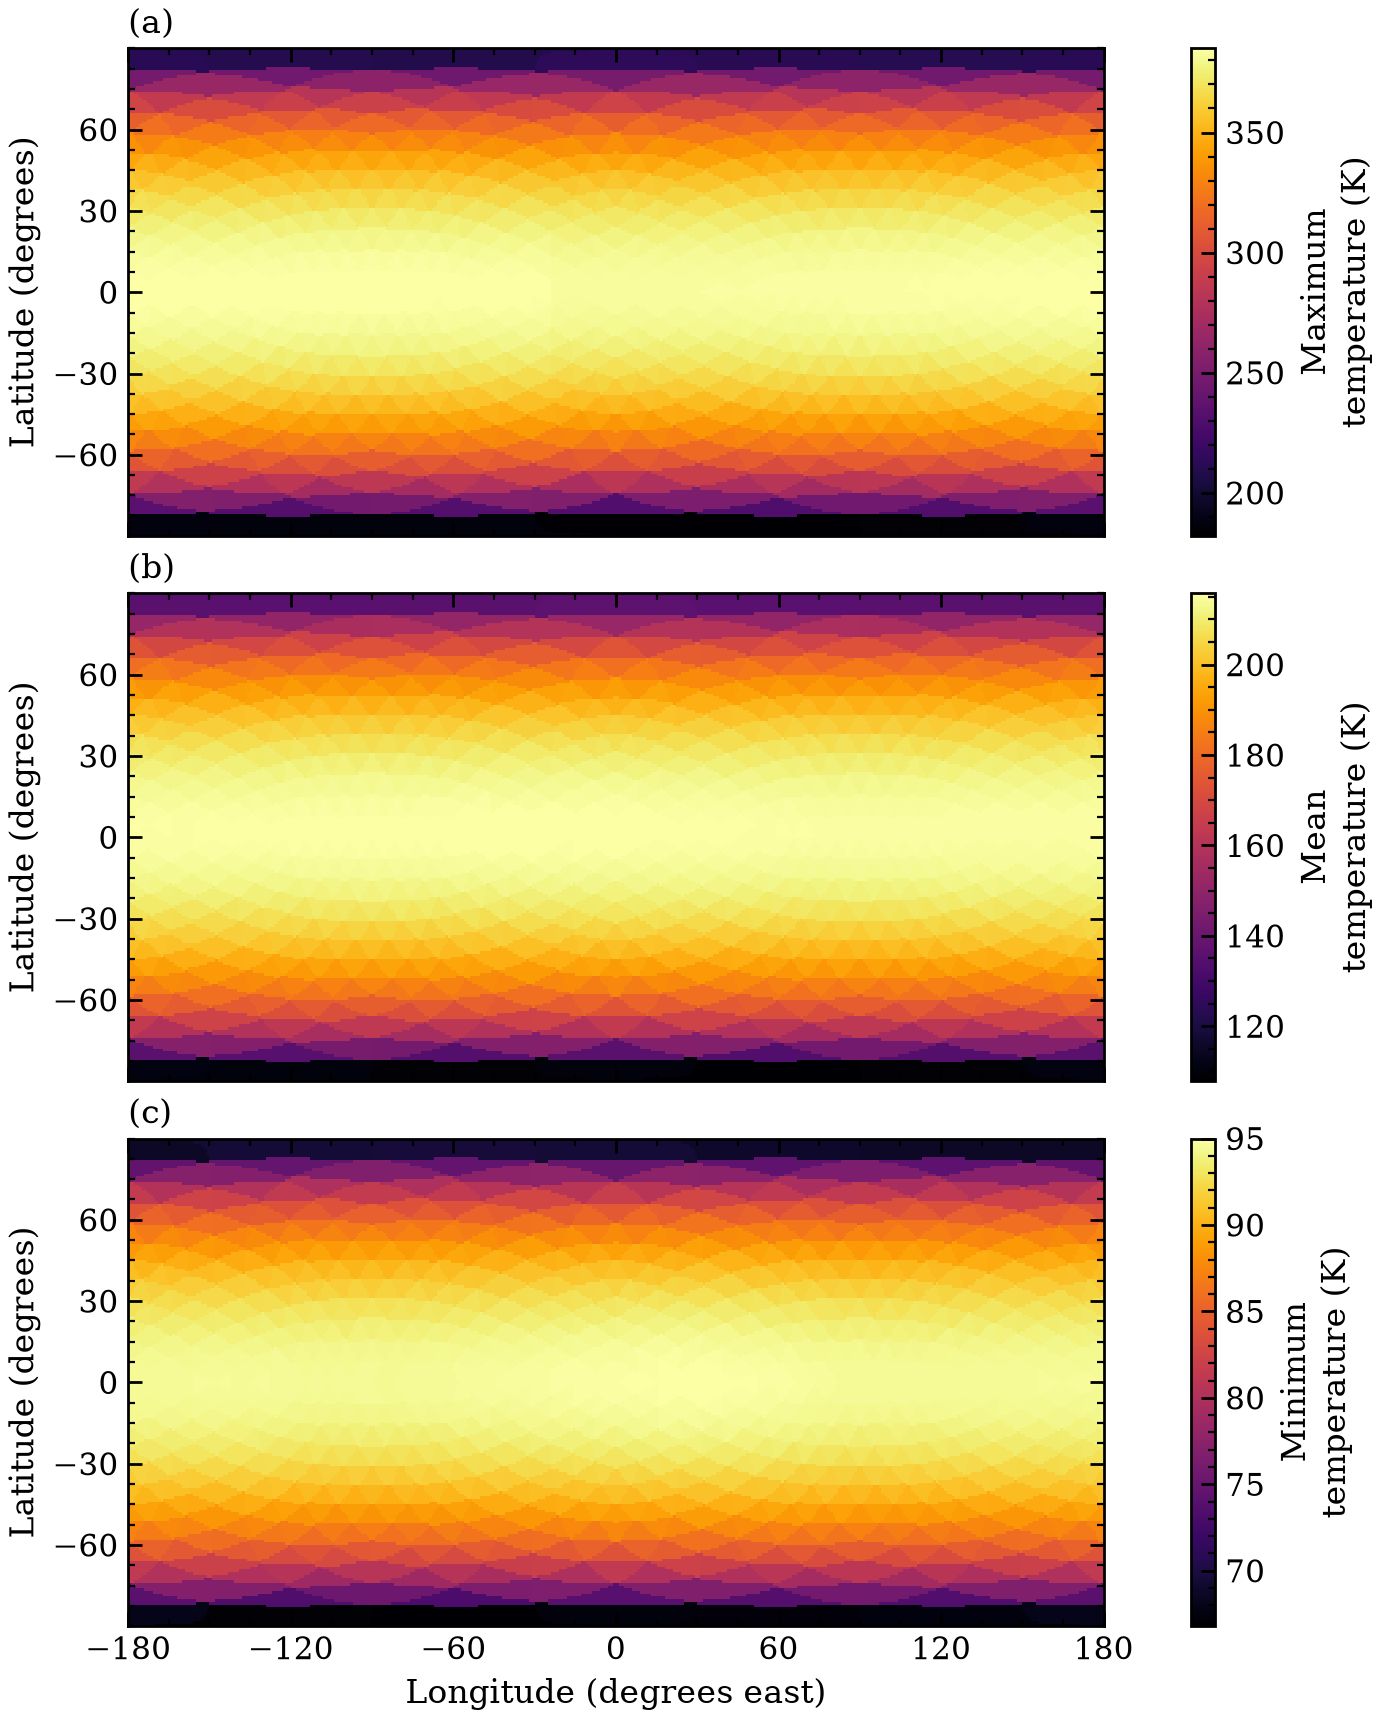 (a)
60
30
0
−30
−60
Latitude (degrees)
350
300
250
200
Maximum
temperature (K)
(b)
60
30
0
−30
−60
Latitude (degrees)
200
180
160
140
120
Mean
temperature (K)
(c)
60
30
0
−30
−60
Latitude (degrees)
95
90
85
80
75
70
Minimum
temperature (K)
−180 −120 −60 0 60 120 180
Longitude (degrees east)